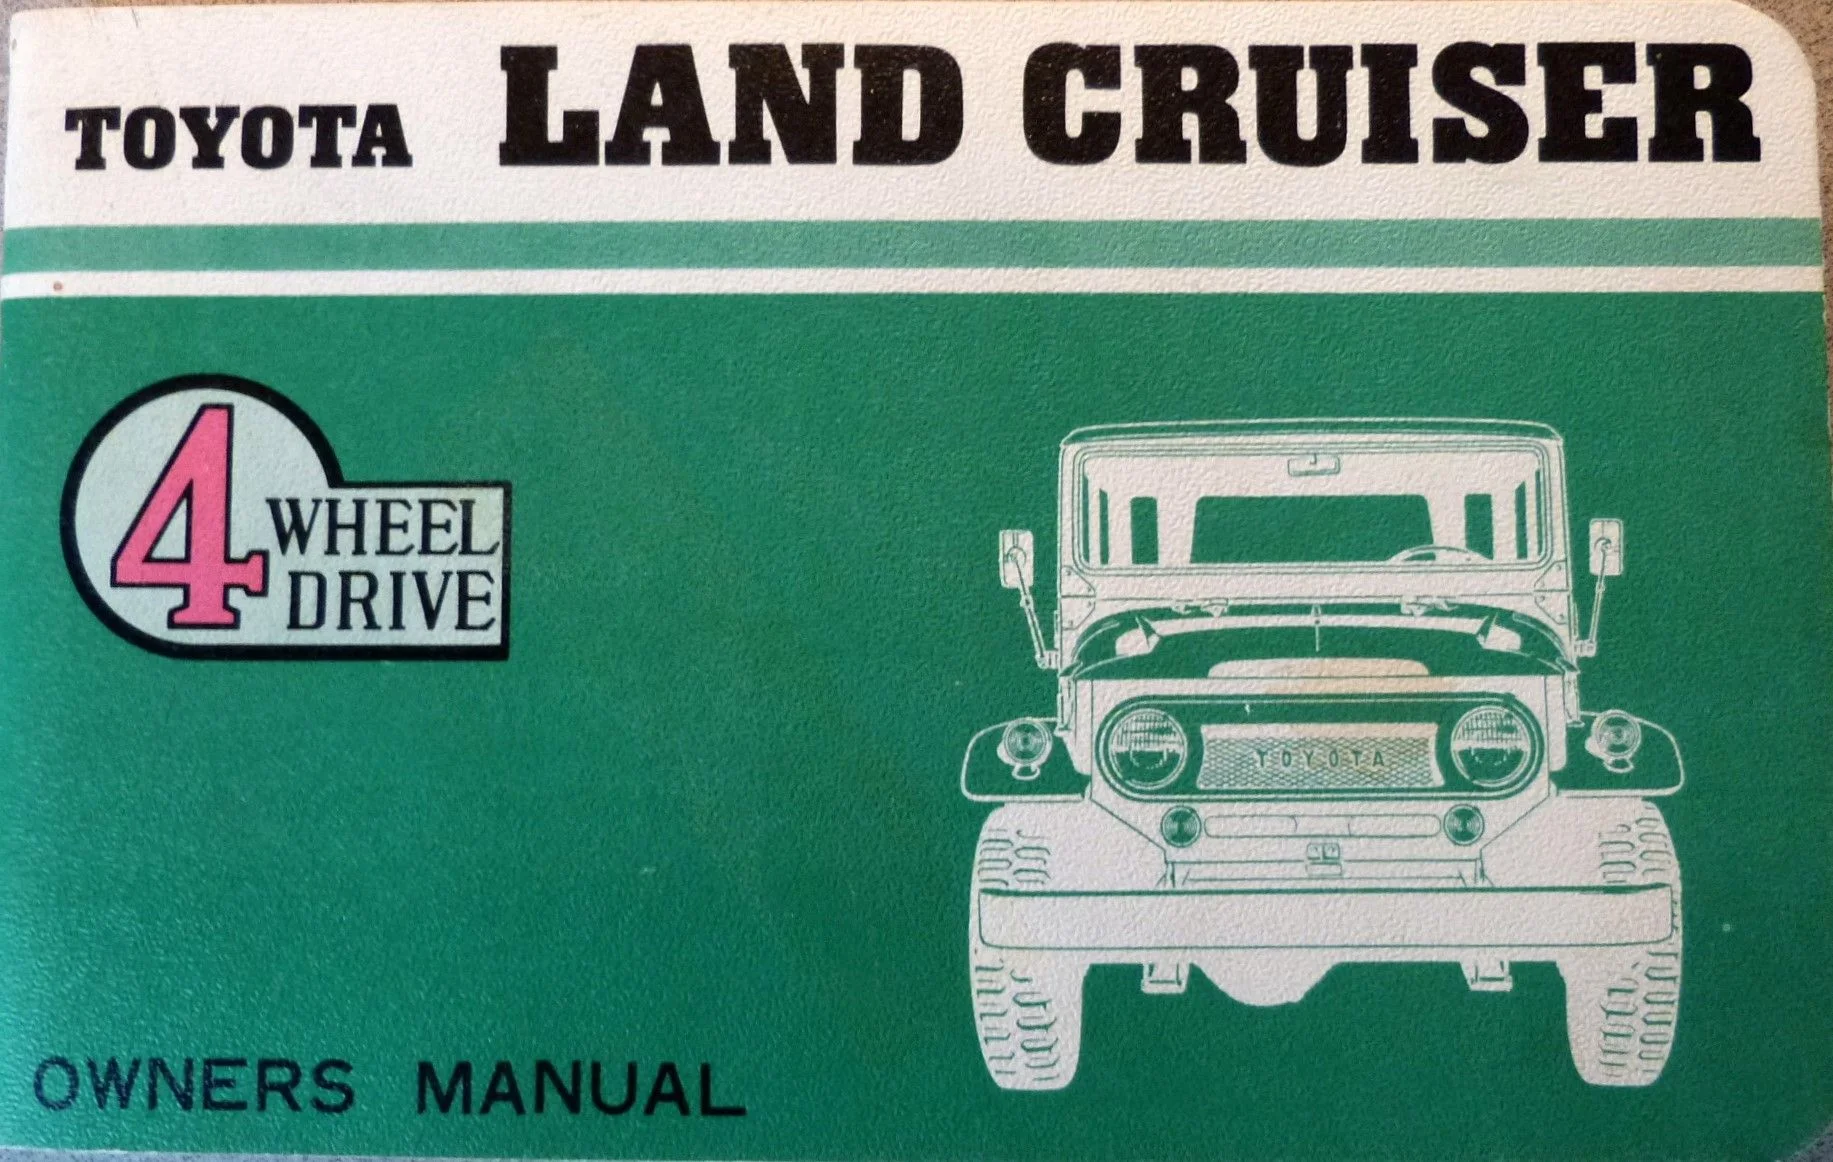 TOYOTA LAND CRUISER
4 WHEEL
DRIVE
TOYOTA
OWNERS MANUAL